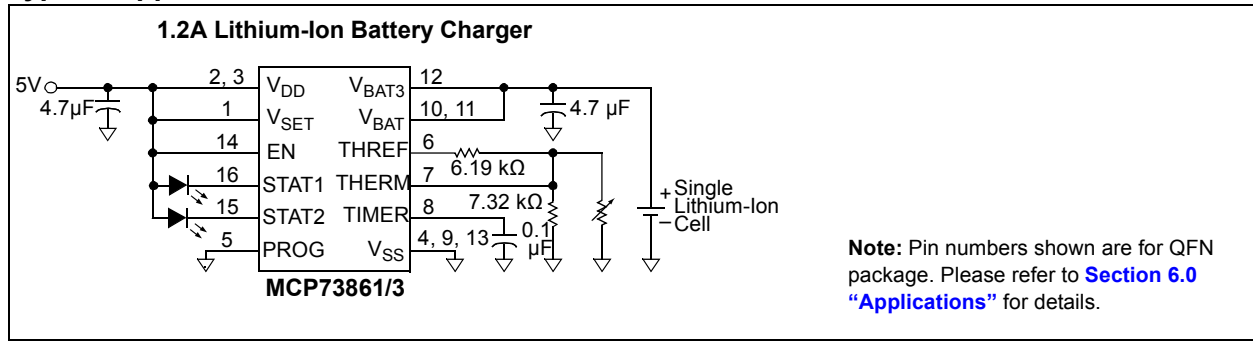 1.2A Lithium-Ion Battery Charger
5V
4.7µF
2, 3
VDD
VBAT3
12
4.7 µF
1
VSET
VBAT
10, 11
14
EN
THREF
6
6.19 kΩ
16
STAT1
THERM
7
7.32 kΩ
15
STAT2
TIMER
8
0.1
µF
5
PROG
VSS
4, 9, 13
+ Single
Lithium-Ion
– Cell
MCP73861/3
Note: Pin numbers shown are for QFN
package. Please refer to Section 6.0
“Applications” for details.